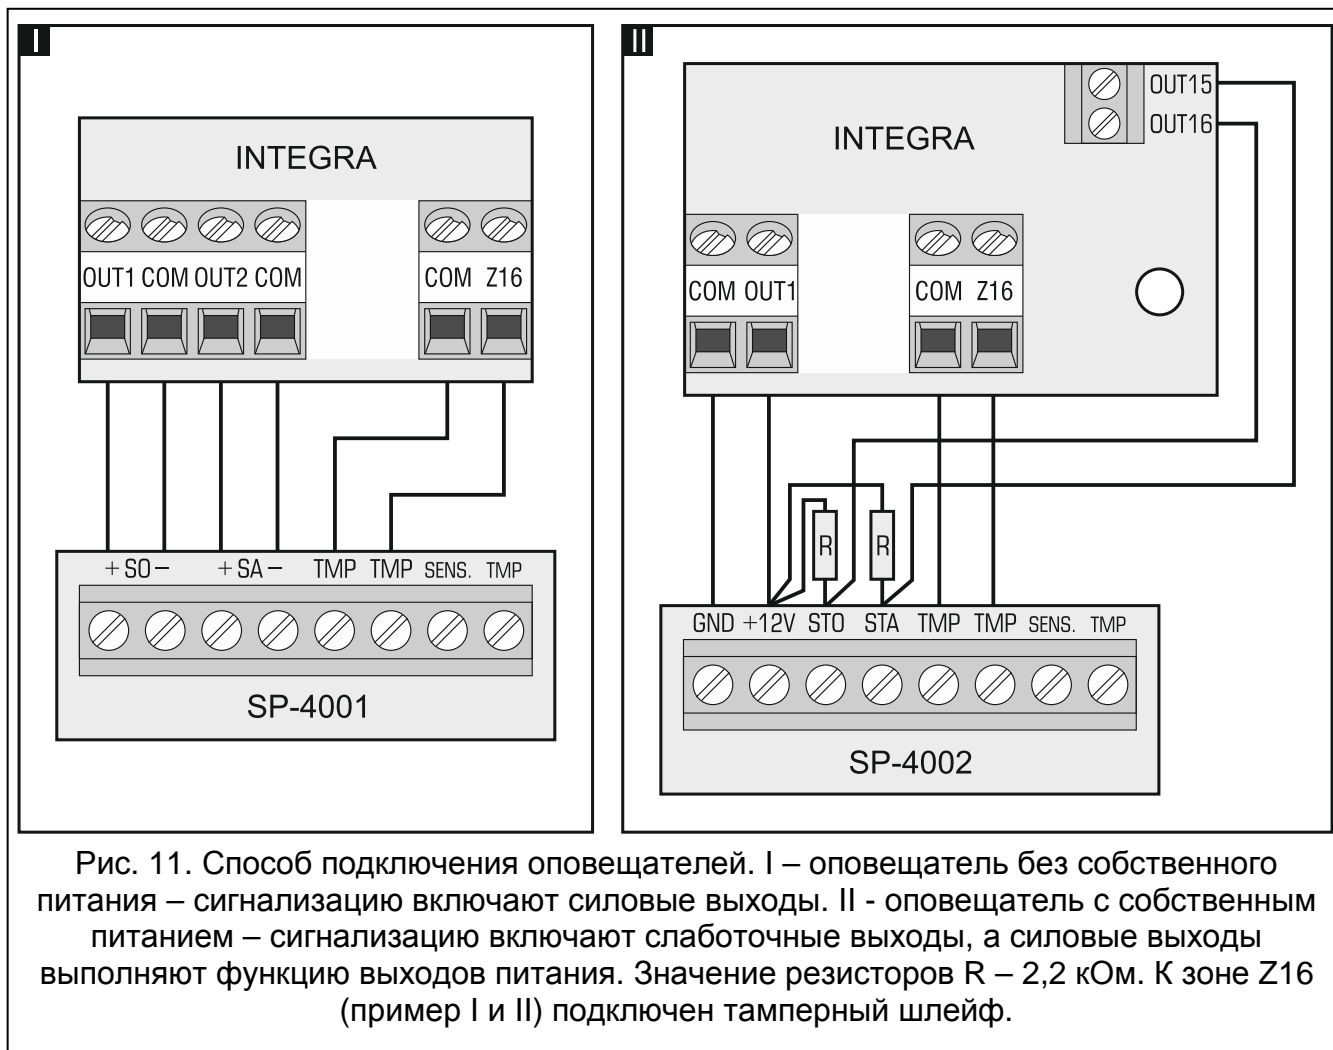 I
INTEGRA
OUT1 COM OUT2 COM
COM Z16
+ SO − + SA − TMP TMP SENS. TMP
SP-4001
II
OUT15
OUT16
INTEGRA
COM OUT1
COM Z16
R R
GND +12V STO STA TMP TMP SENS. TMP
SP-4002
Рис. 11. Способ подключения оповещателей. I – оповещатель без собственного
питания – сигнализацию включают силовые выходы. II - оповещатель с собственным
питанием – сигнализацию включают слаботочные выходы, а силовые выходы
выполняют функцию выходов питания. Значение резисторов R – 2,2 кОм. К зоне Z16
(пример I и II) подключен тамперный шлейф.